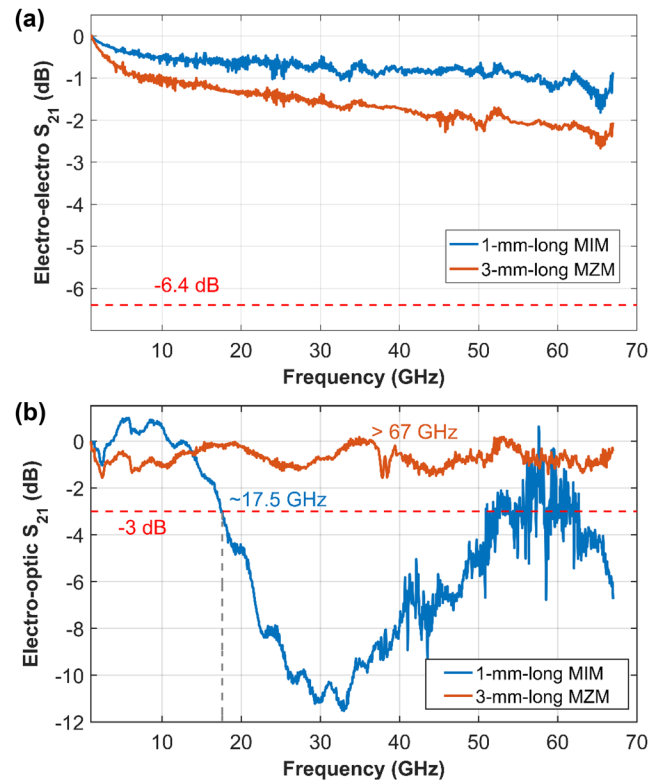 (a)
0
-1
-2
-3
-4
-5
-6
Electro-electro S21 (dB)
-6.4 dB
1-mm-long MIM
3-mm-long MZM
10 20 30 40 50 60 70
Frequency (GHz)
(b)
0
-2
-4
-6
-8
-10
-12
Electro-optic S21 (dB)
> 67 GHz
~17.5 GHz
-3 dB
1-mm-long MIM
3-mm-long MZM
10 20 30 40 50 60 70
Frequency (GHz)